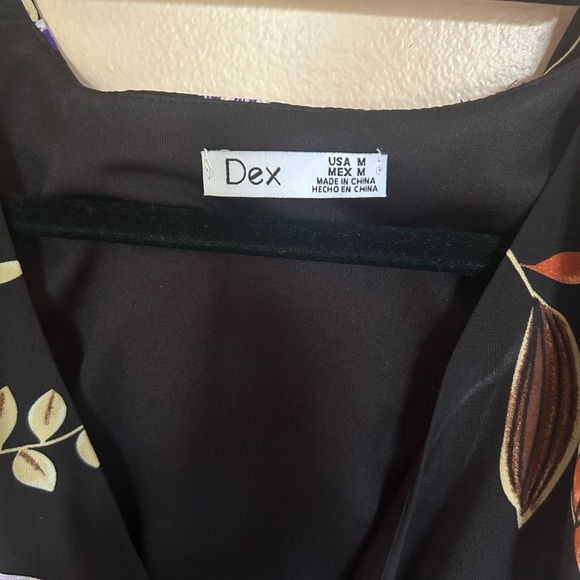 Dex
USA M
MEX M
MADE IN CHINA
HECHO EN CHINA